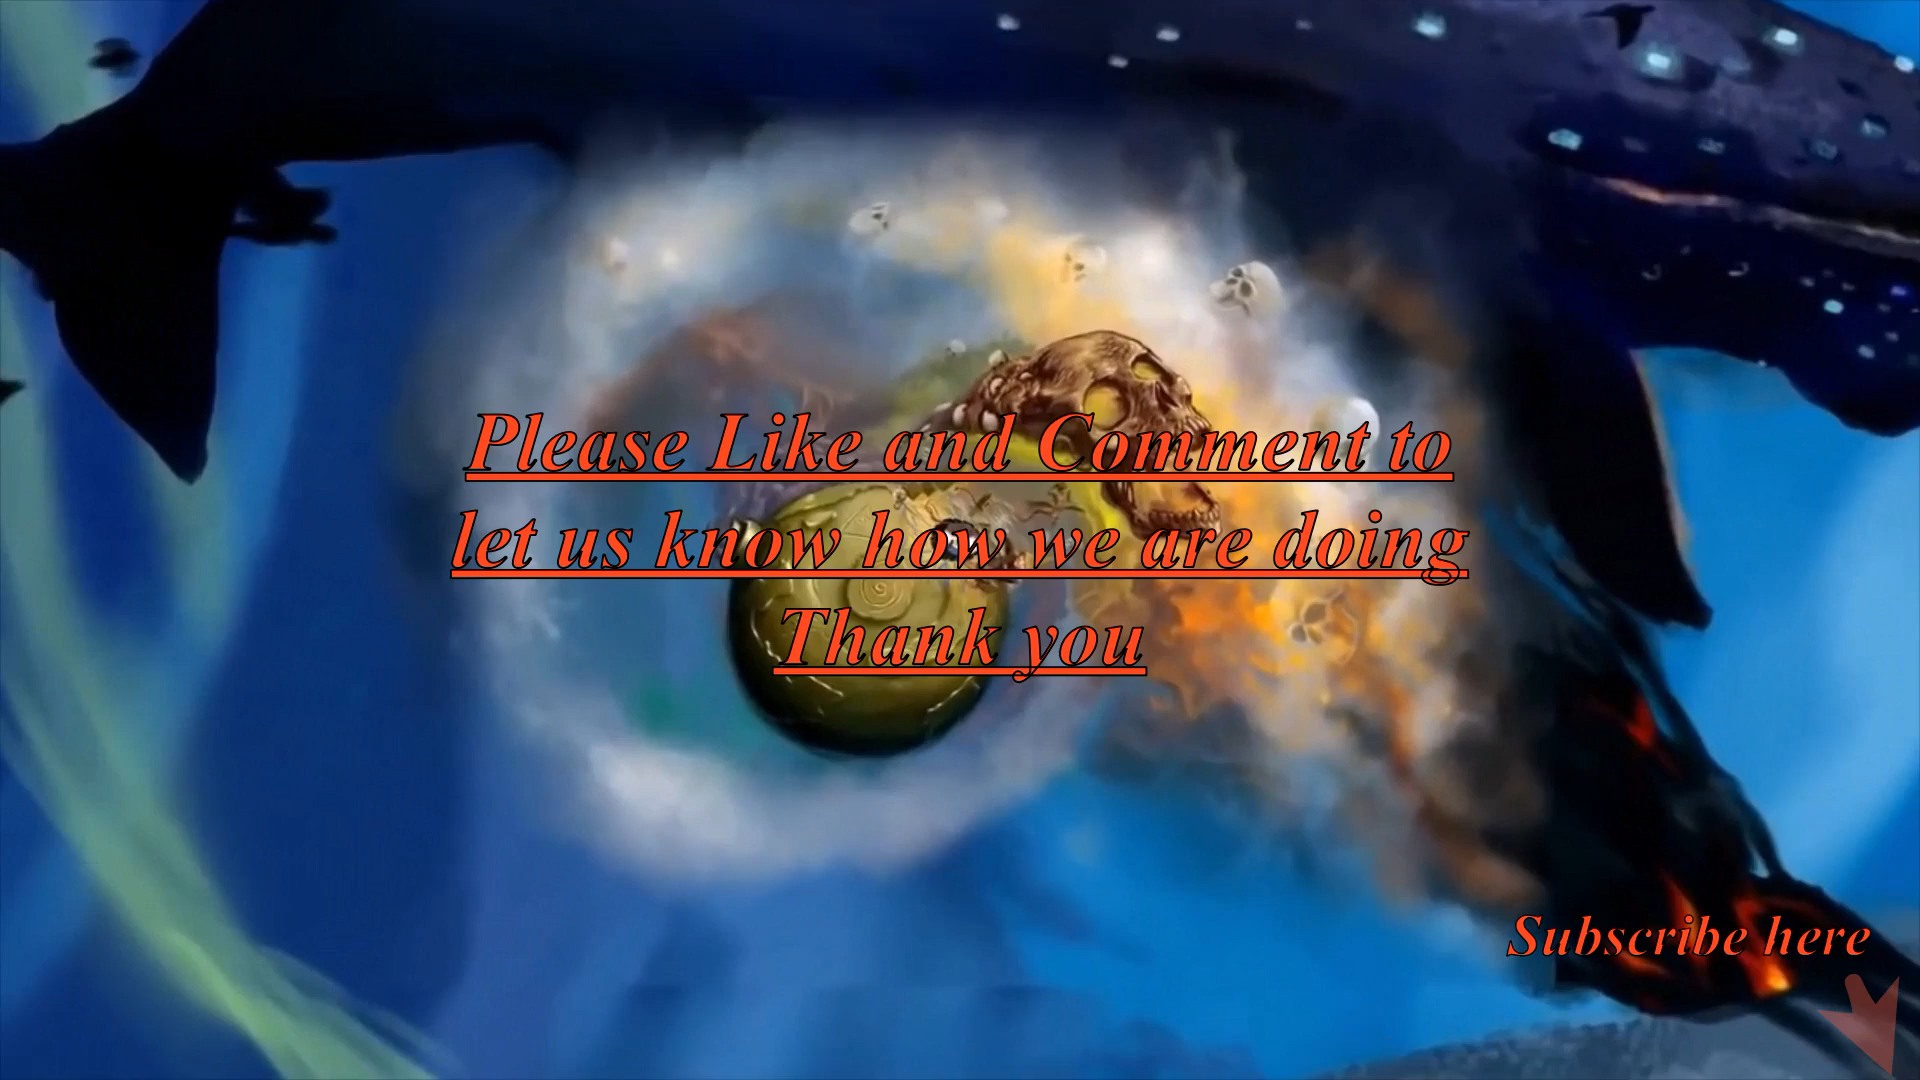 Please Like and Comment to
let us know how we are doing
Thank you
Subscribe here